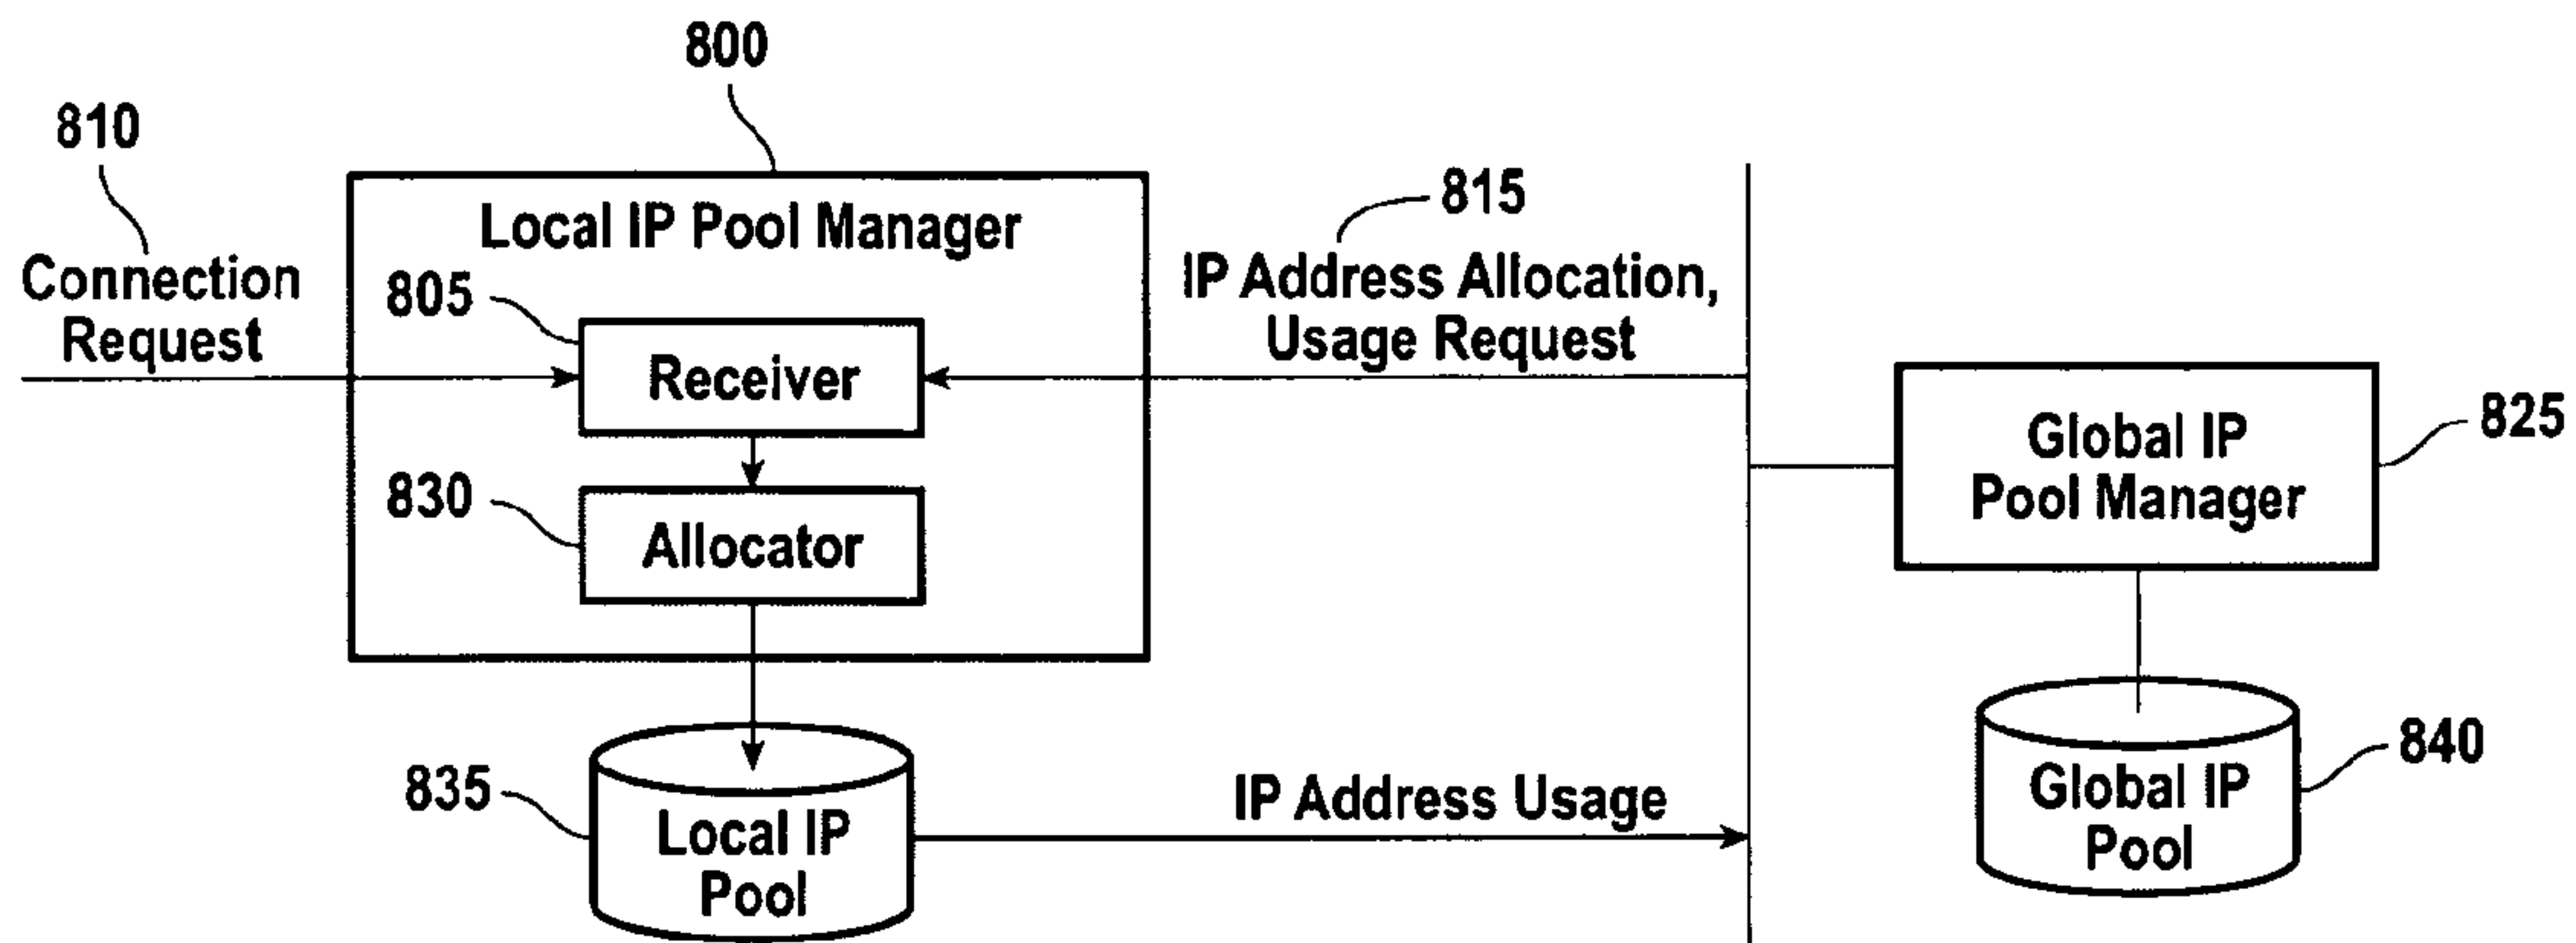 800
810
Local IP Pool Manager
815
Connection
Request
805
IP Address Allocation,
Usage Request
Receiver
Global IP
Pool Manager
825
830
Allocator
835
Local IP
Pool
IP Address Usage
Global IP
Pool
840